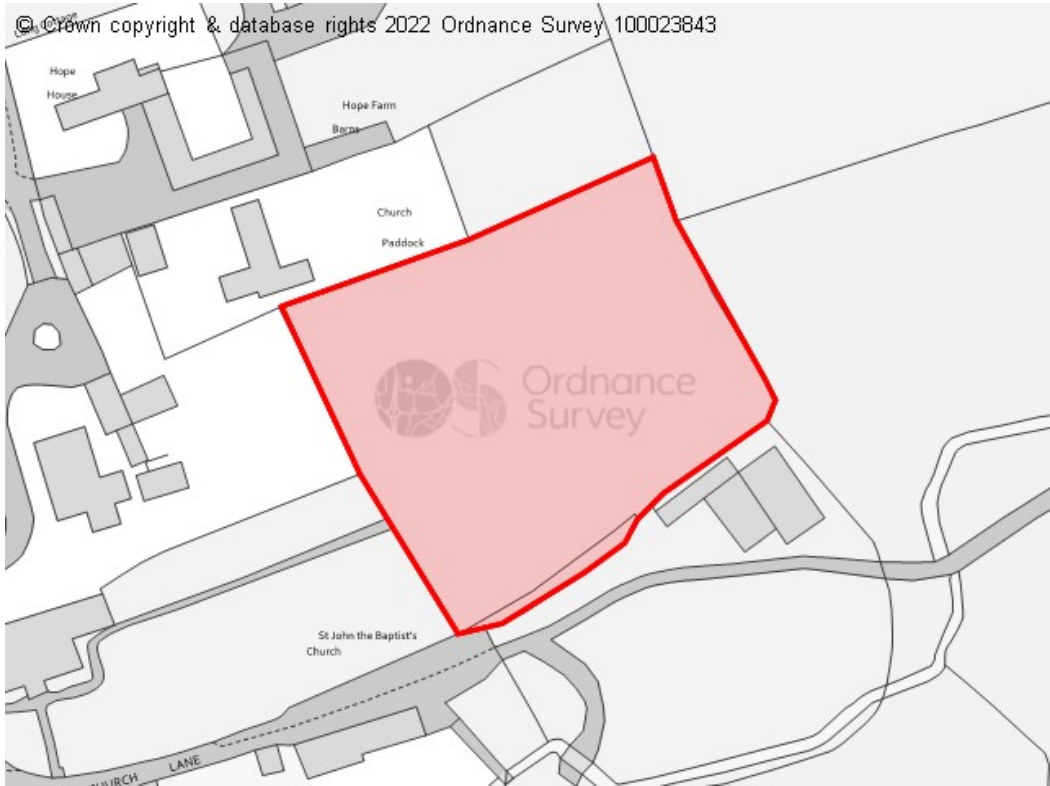 © Crown copyright & database rights 2022 Ordnance Survey 100023843
Hope
House
Hope Farm
Barns
Church
Paddock
Ordnance
Survey
St John the Baptist's
Church
CHURCH LANE